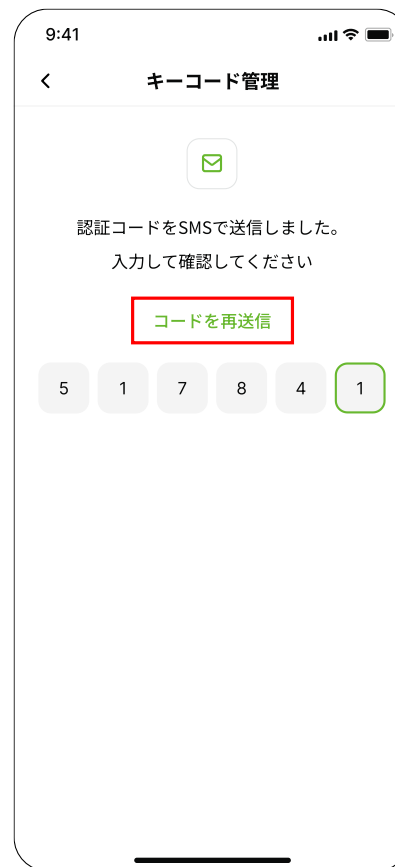 9:41
キーコード管理
認証コードをSMSで送信しました。
入力して確認してください
コードを再送信
5 1 7 8 4 1